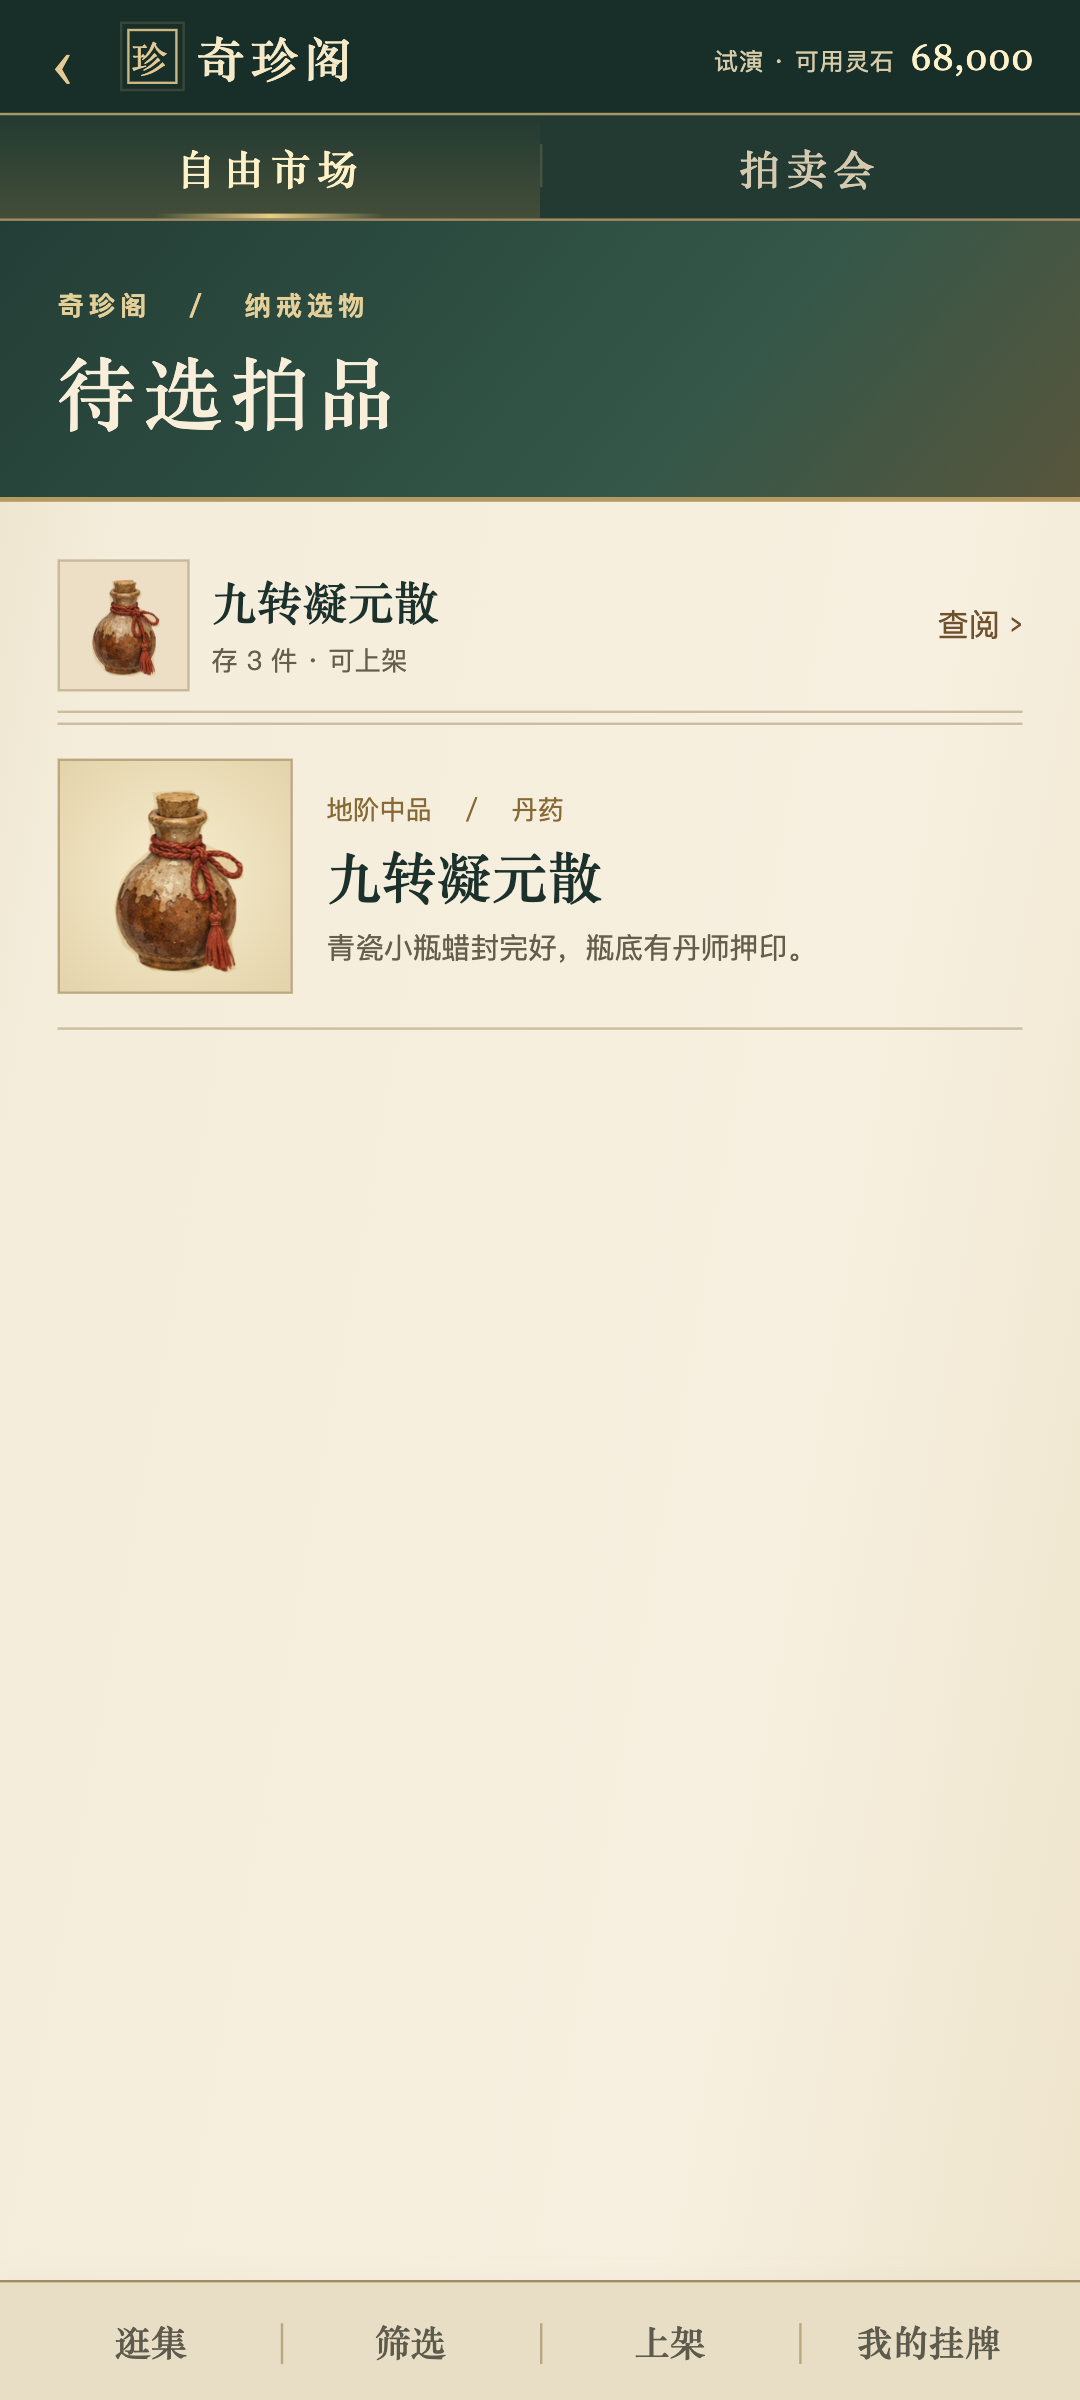 ‹ 珍 奇珍阁 试演 · 可用灵石 68,000
自由市场 拍卖会
奇珍阁 / 纳戒选物
待选拍品
九转凝元散
存 3 件 · 可上架
查阅 ›
地阶中品 / 丹药
九转凝元散
青瓷小瓶蜡封完好，瓶底有丹师押印。
逛集 筛选 上架 我的挂牌